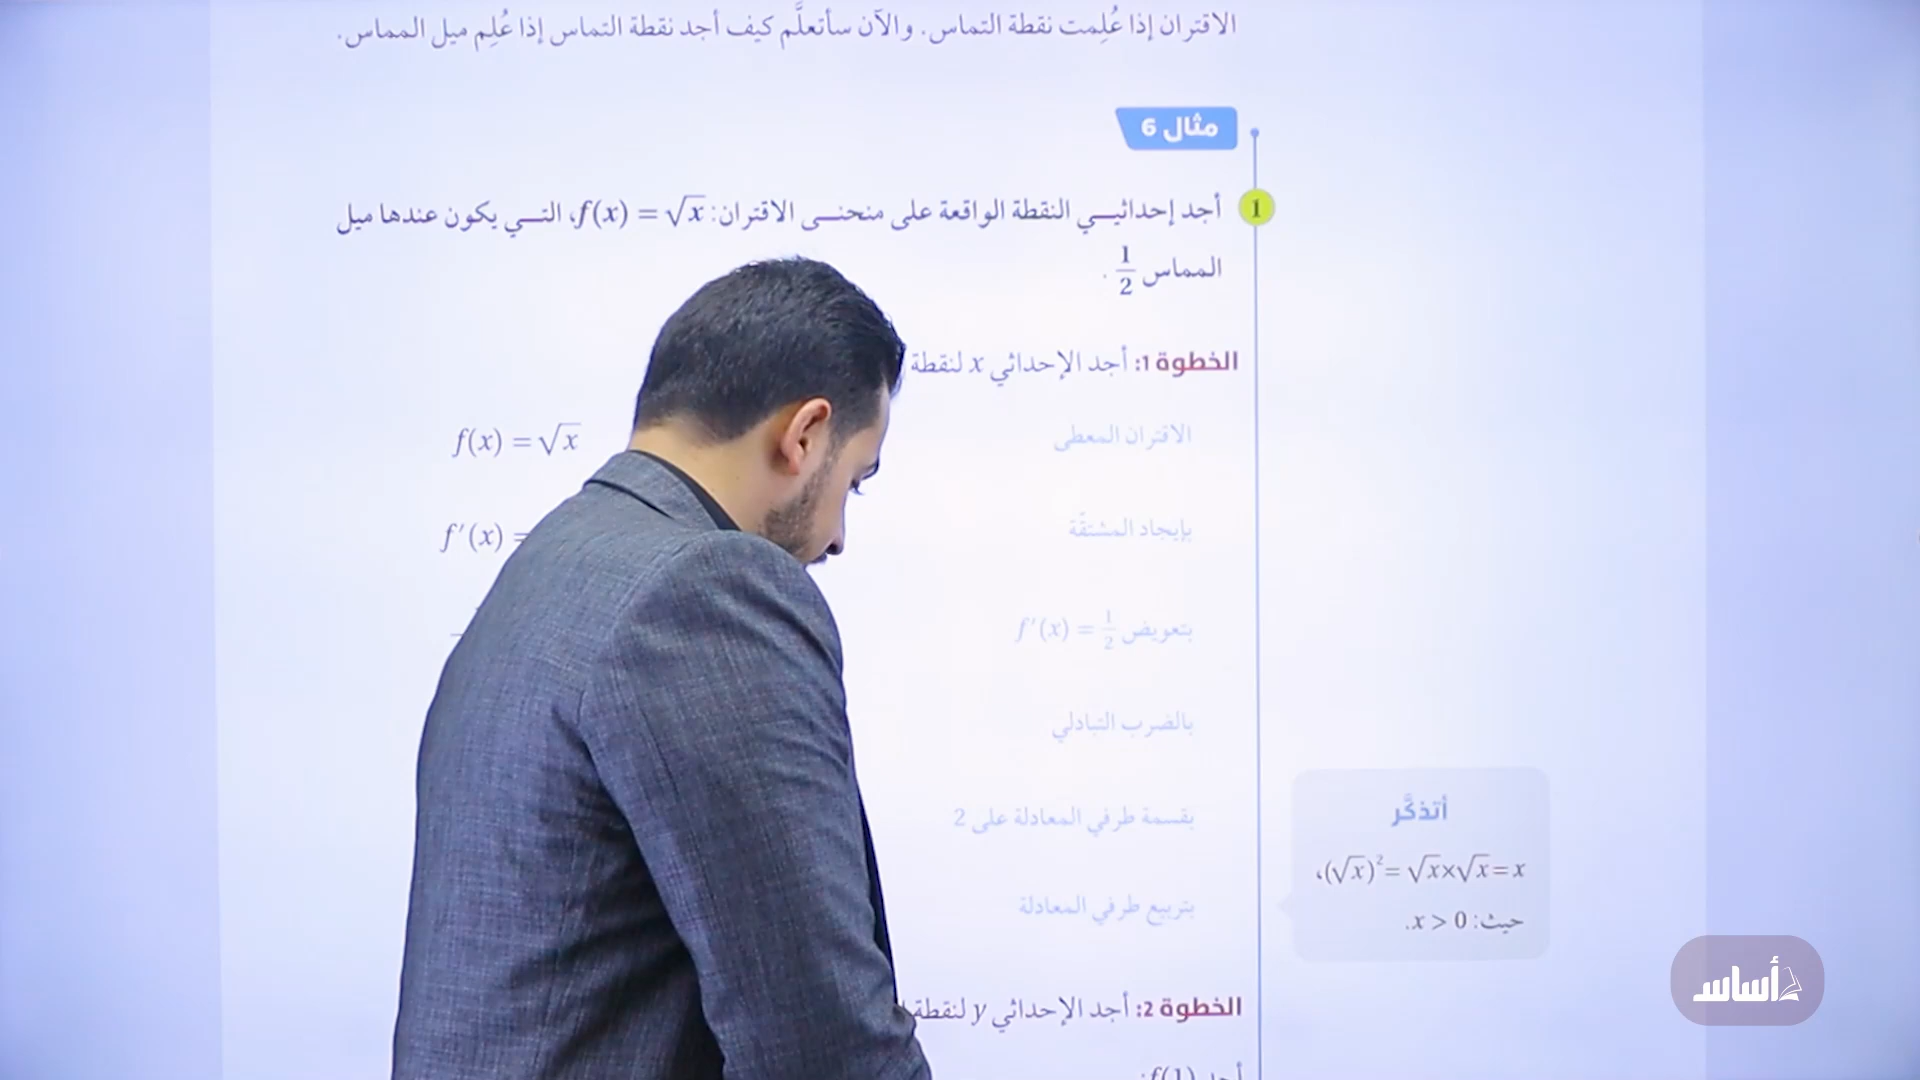 الاقتران إذا عُلِمت نقطة التماس. والآن سأتعلَّم كيف أجد نقطة التماس إذا عُلِم ميل المماس.
مثال 6
1 أجد إحداثيي النقطة الواقعة على منحنى الاقتران: f(x) = √x، التي يكون عندها ميل
المماس 1/2 .
الخطوة 1: أجد الإحداثي x لنقطة
الاقتران المعطى f(x) = √x
بإيجاد المشتقّة f'(x) =
بتعويض f'(x) = 1/2
بالضرب التبادلي
بقسمة طرفي المعادلة على 2
بتربيع طرفي المعادلة
أتذكَّر
(√x)² = √x×√x = x،
حيث: x > 0.
الخطوة 2: أجد الإحداثي y لنقطة
أجد f(1):
أساس